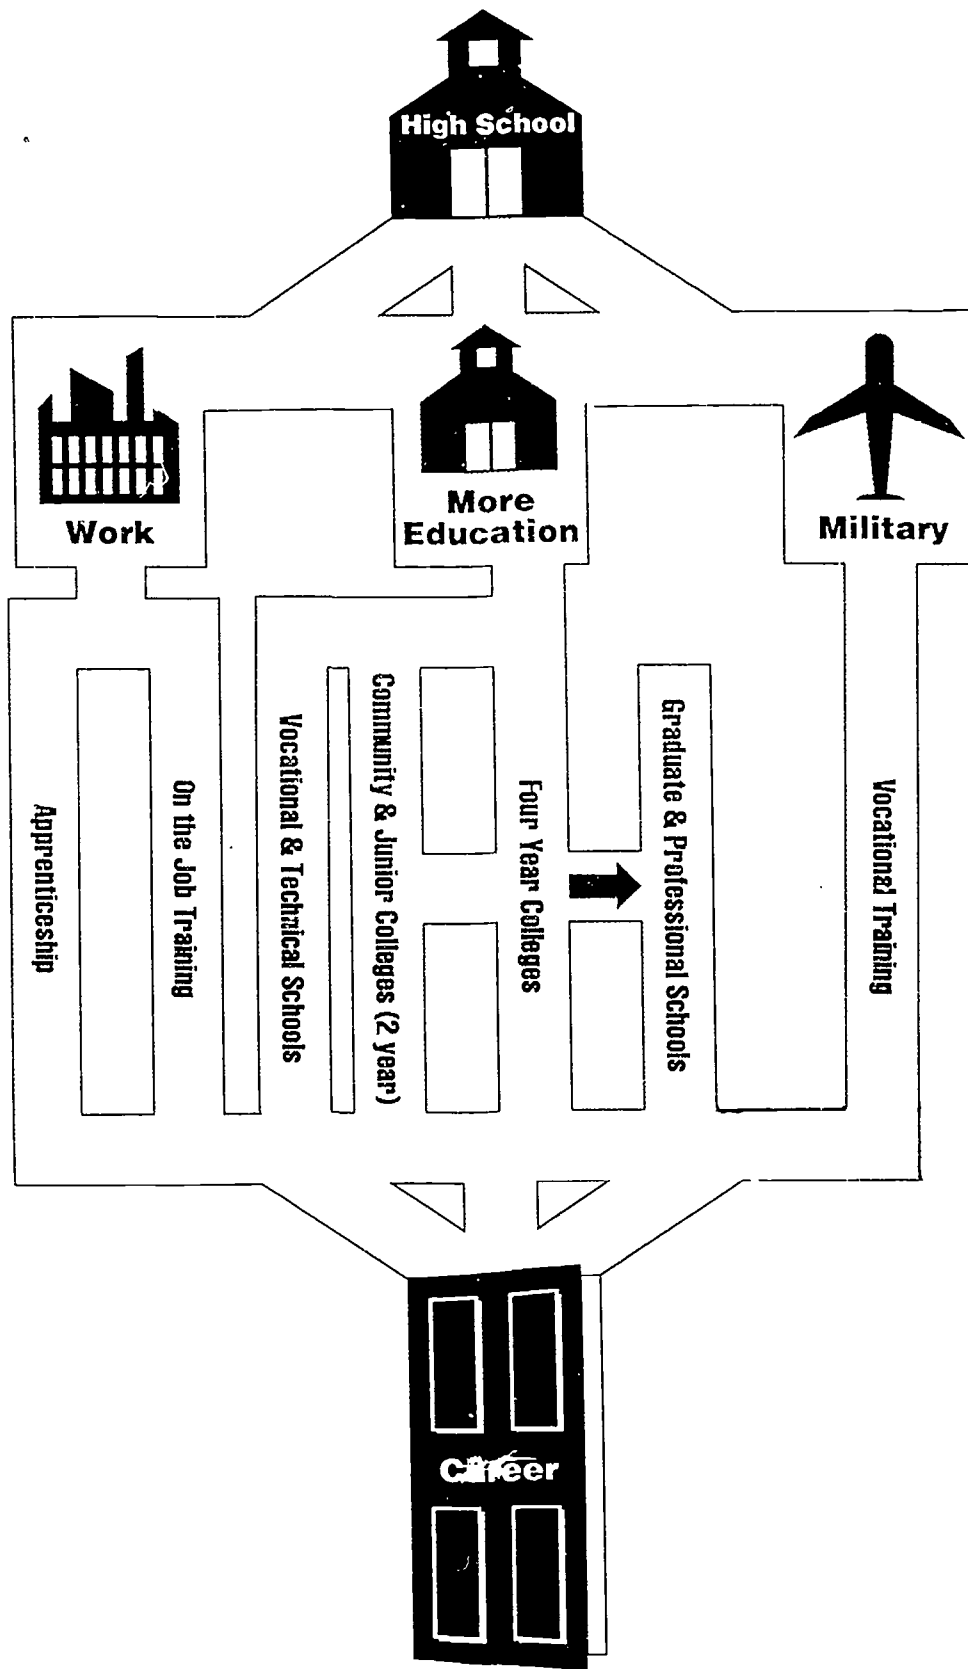 High School
Work
More
Education
Military
Apprenticeship
On the Job Training
Vocational & Technical Schools
Community & Junior Colleges (2 year)
Four Year Colleges
Graduate & Professional Schools
Vocational Training
Career